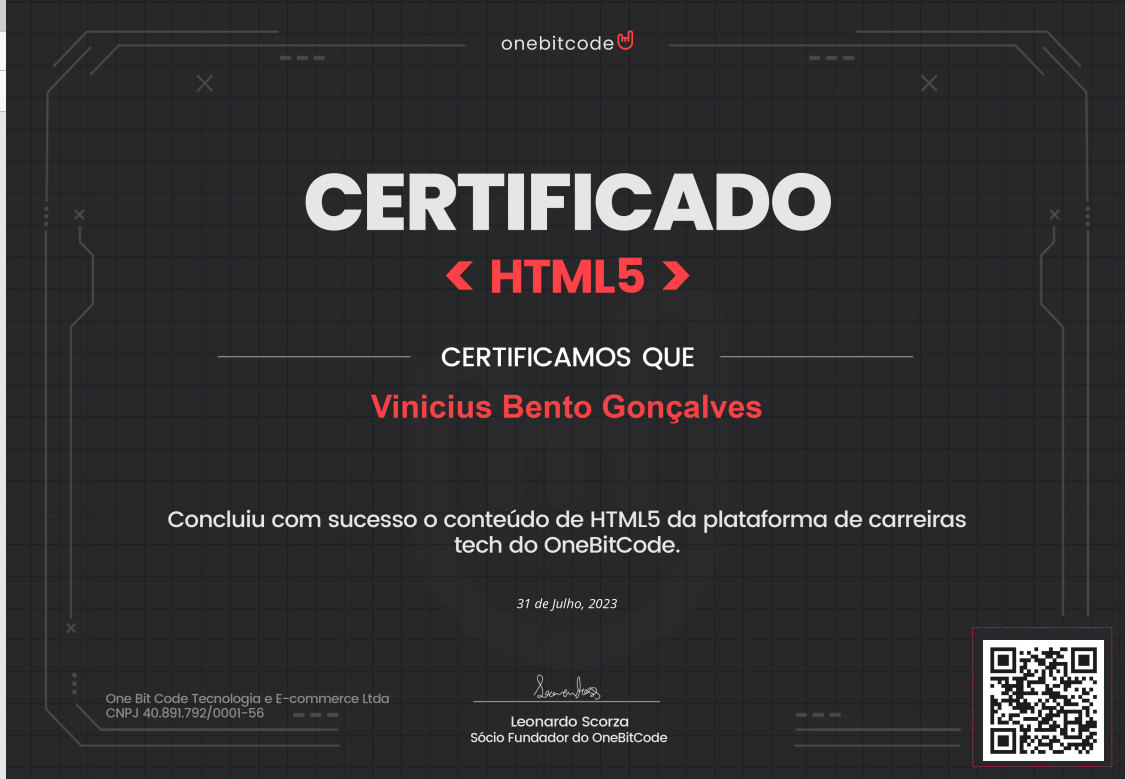 onebitcode
CERTIFICADO
< HTML5 >
CERTIFICAMOS QUE
Vinicius Bento Gonçalves
Concluiu com sucesso o conteúdo de HTML5 da plataforma de carreiras
tech do OneBitCode.
31 de Julho, 2023
One Bit Code Tecnologia e E-commerce Ltda
CNPJ 40.891.792/0001-56
Leonardo Scorza
Sócio Fundador do OneBitCode